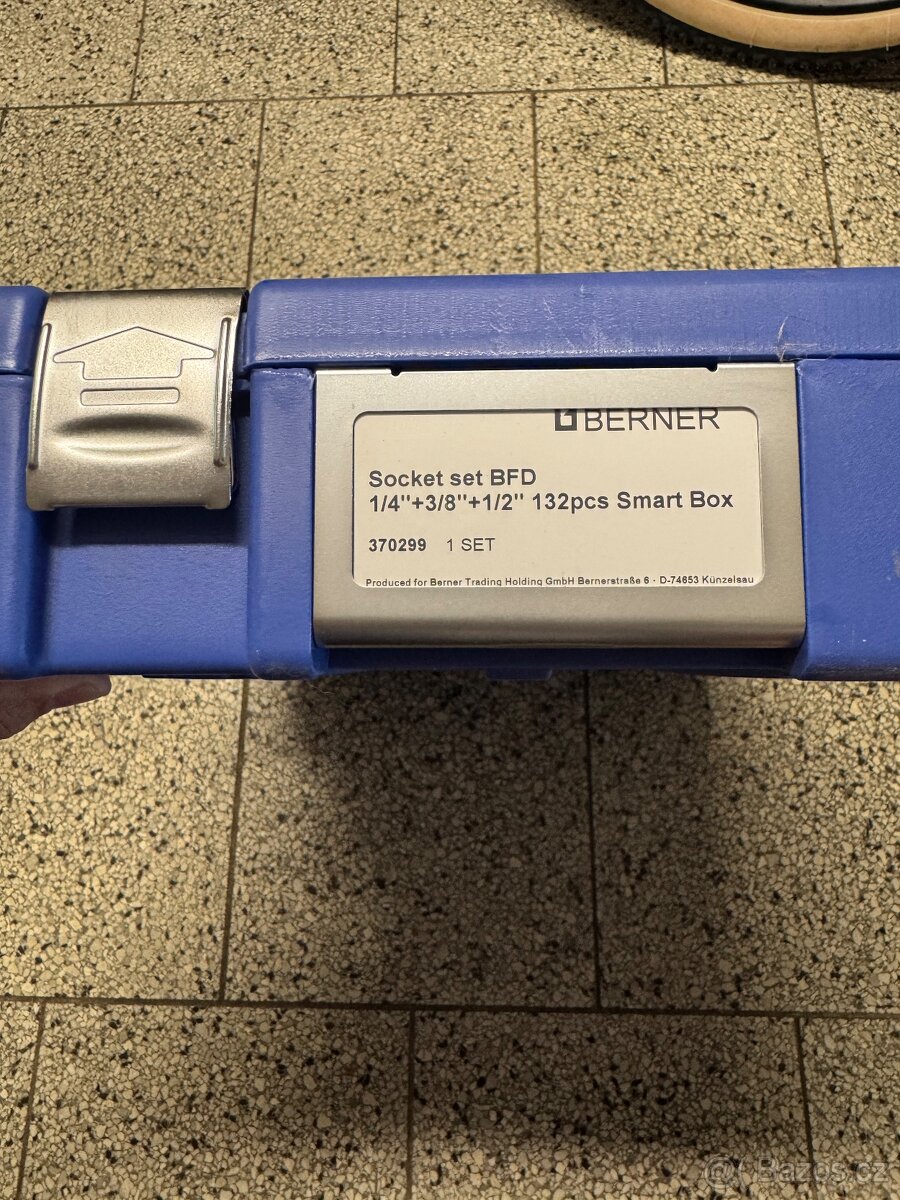 BERNER
Socket set BFD
1/4"+3/8"+1/2" 132pcs Smart Box
370299 1 SET
Produced for Berner Trading Holding GmbH Bernerstraße 6 · D-74653 Künzelsau
Bazos.cz